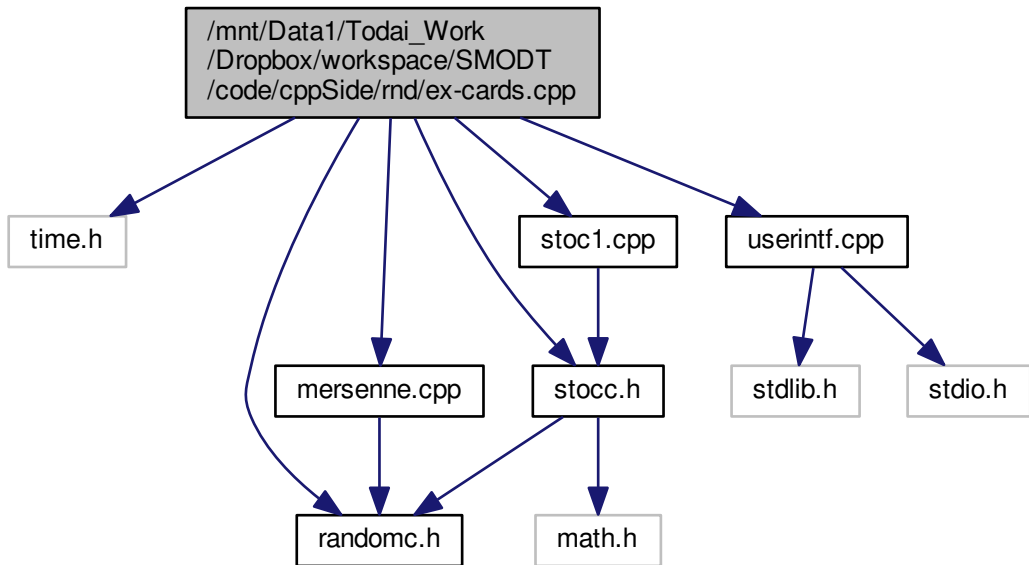 /mnt/Data1/Todai_Work
/Dropbox/workspace/SMODT
/code/cppSide/rnd/ex-cards.cpp
time.h
stoc1.cpp
userintf.cpp
mersenne.cpp
stocc.h
stdlib.h
stdio.h
randomc.h
math.h